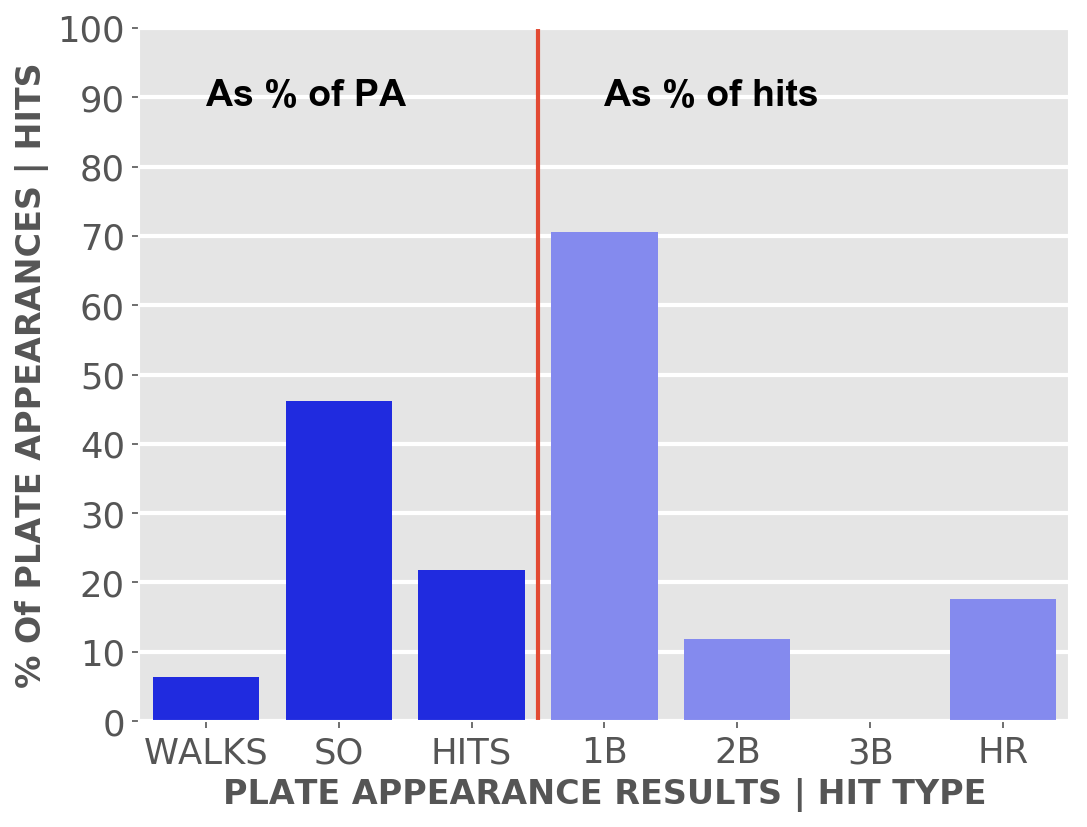 % Of PLATE APPEARANCES | HITS
100
90
80
70
60
50
40
30
20
10
0
As % of PA
As % of hits
WALKS SO HITS 1B 2B 3B HR
PLATE APPEARANCE RESULTS | HIT TYPE